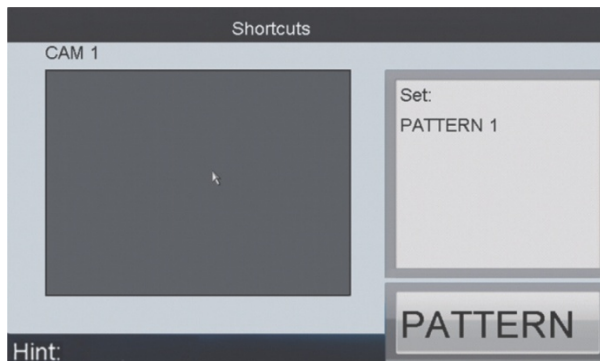 Shortcuts
CAM 1
Set:
PATTERN 1
PATTERN
Hint: